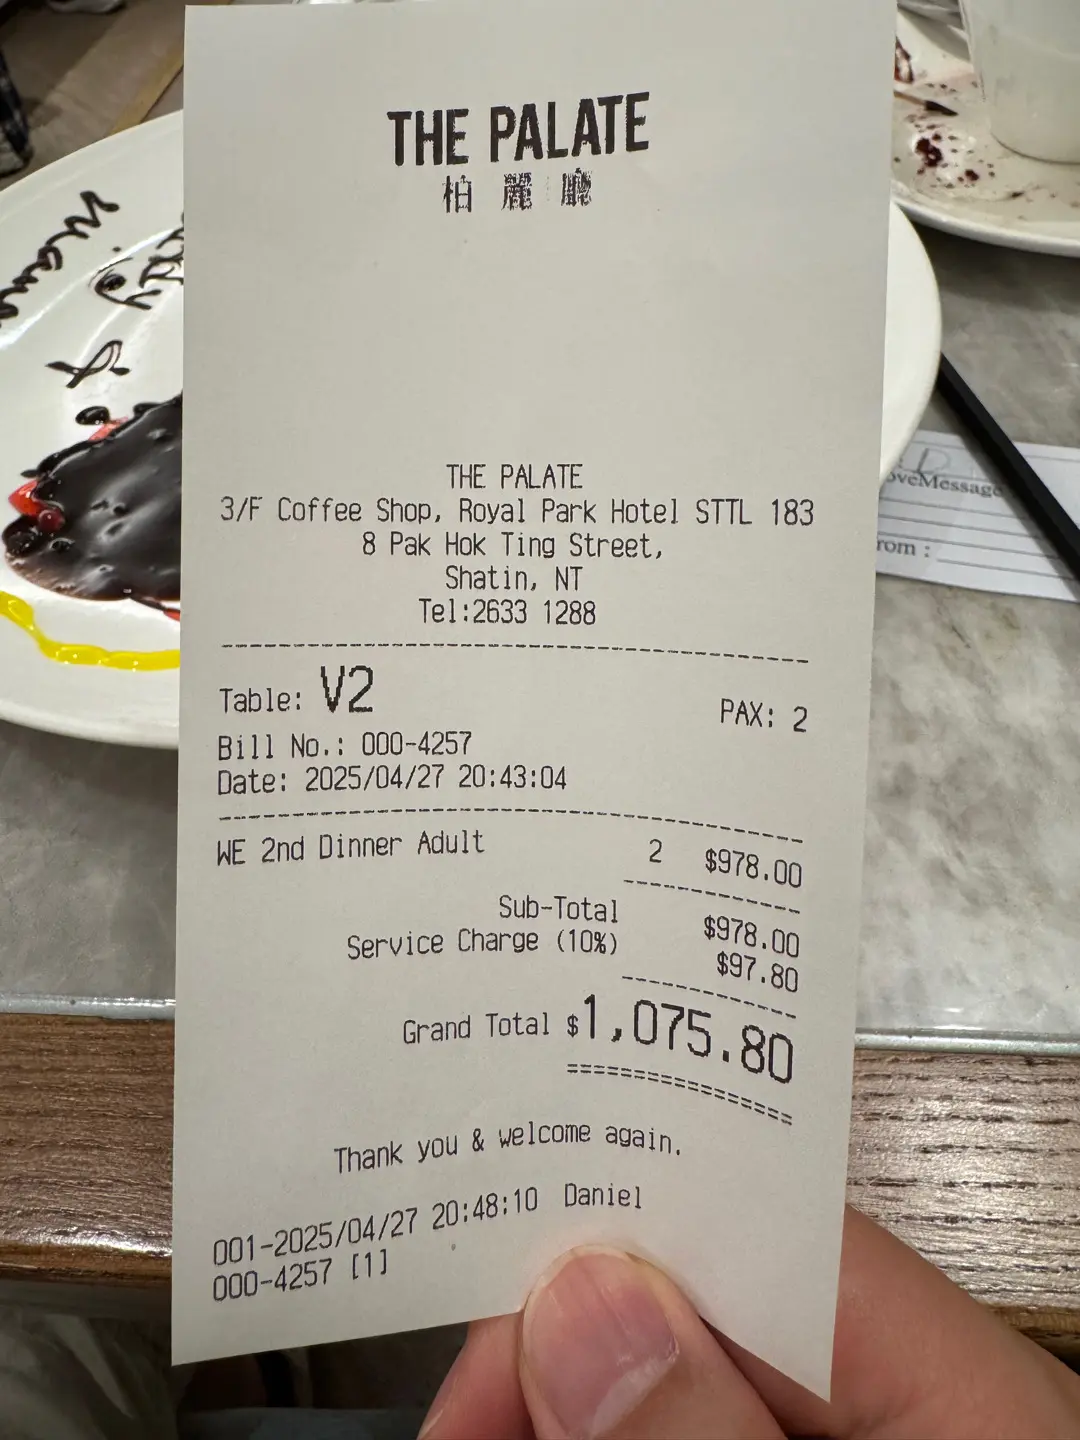 THE PALATE
柏麗廳
THE PALATE
3/F Coffee Shop, Royal Park Hotel STTL 183
8 Pak Hok Ting Street,
Shatin, NT
Tel:2633 1288
Table: V2 PAX: 2
Bill No.: 000-4257
Date: 2025/04/27 20:43:04
WE 2nd Dinner Adult 2 $978.00
Sub-Total $978.00
Service Charge (10%) $97.80
Grand Total $1,075.80
Thank you & welcome again.
001-2025/04/27 20:48:10 Daniel
000-4257 [1]
&
oveMessage
rom :